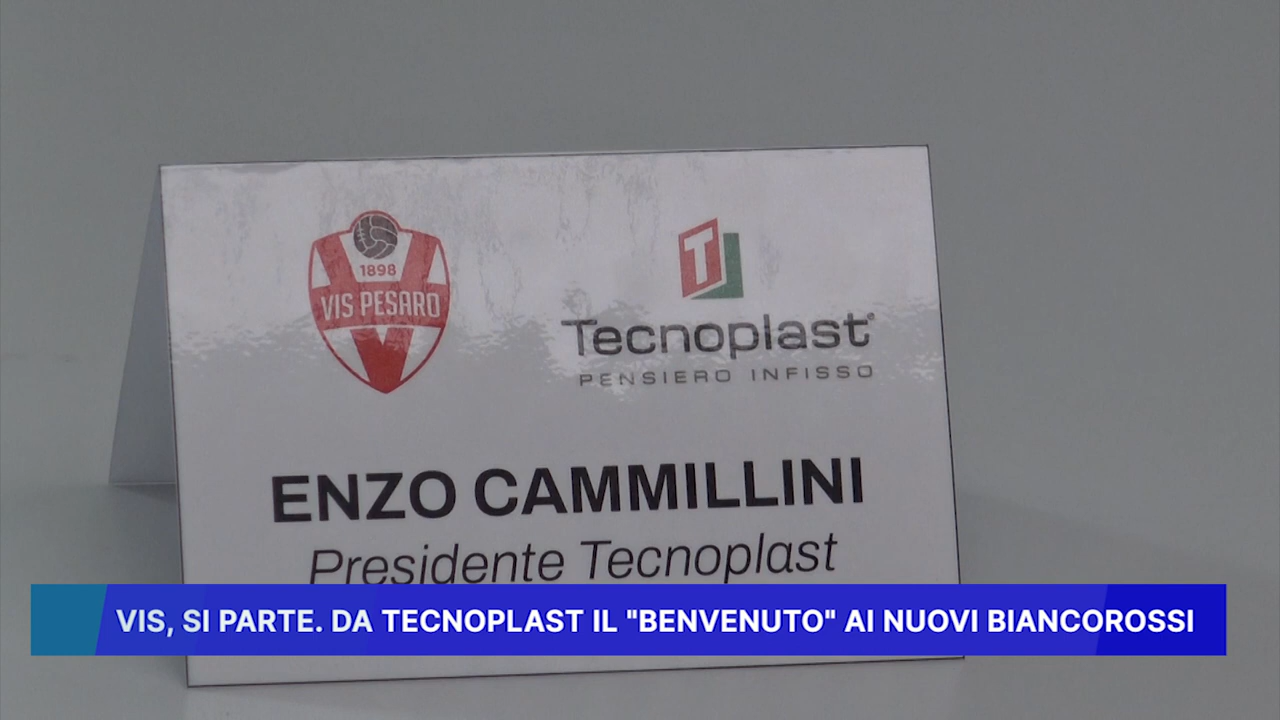 1898
VIS PESARO
T
Tecnoplast®
PENSIERO INFISSO
ENZO CAMMILLINI
Presidente Tecnoplast
VIS, SI PARTE. DA TECNOPLAST IL "BENVENUTO" AI NUOVI BIANCOROSSI